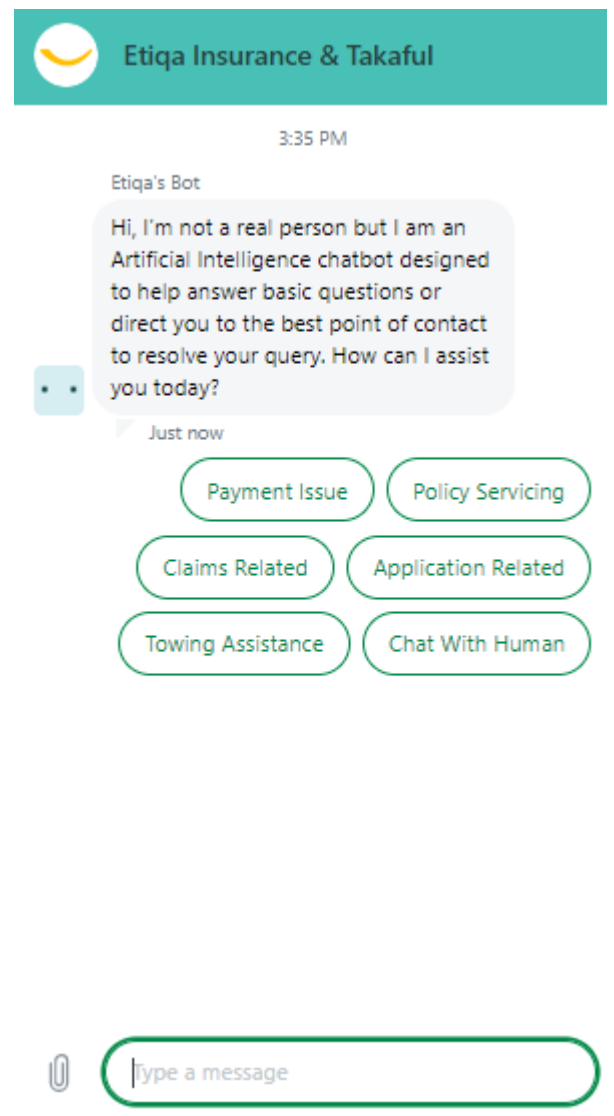 Etiqa Insurance & Takaful
3:35 PM
Etiqa's Bot
Hi, I'm not a real person but I am an
Artificial Intelligence chatbot designed
to help answer basic questions or
direct you to the best point of contact
to resolve your query. How can I assist
you today?
Just now
Payment Issue Policy Servicing
Claims Related Application Related
Towing Assistance Chat With Human
Type a message